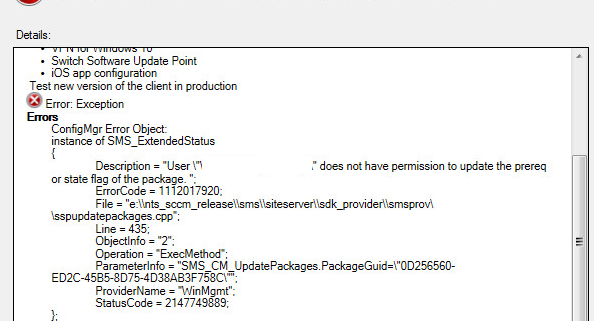 Details:
VPN for Windows 10
• Switch Software Update Point
• iOS app configuration
Test new version of the client in production
Error: Exception
Errors
ConfigMgr Error Object:
instance of SMS_ExtendedStatus
{
Description = "User \"\ " does not have permission to update the prereq
or state flag of the package. ";
ErrorCode = 1112017920;
File = "e:\\nts_sccm_release\\sms\\siteserver\\sdk_provider\\smsprov\
\sspupdatepackages.cpp";
Line = 435;
ObjectInfo = "2";
Operation = "ExecMethod";
ParameterInfo = "SMS_CM_UpdatePackages.PackageGuid=\"0D256560-
ED2C-45B5-8D75-4D38AB3F758C\"";
ProviderName = "WinMgmt";
StatusCode = 2147749889;
};